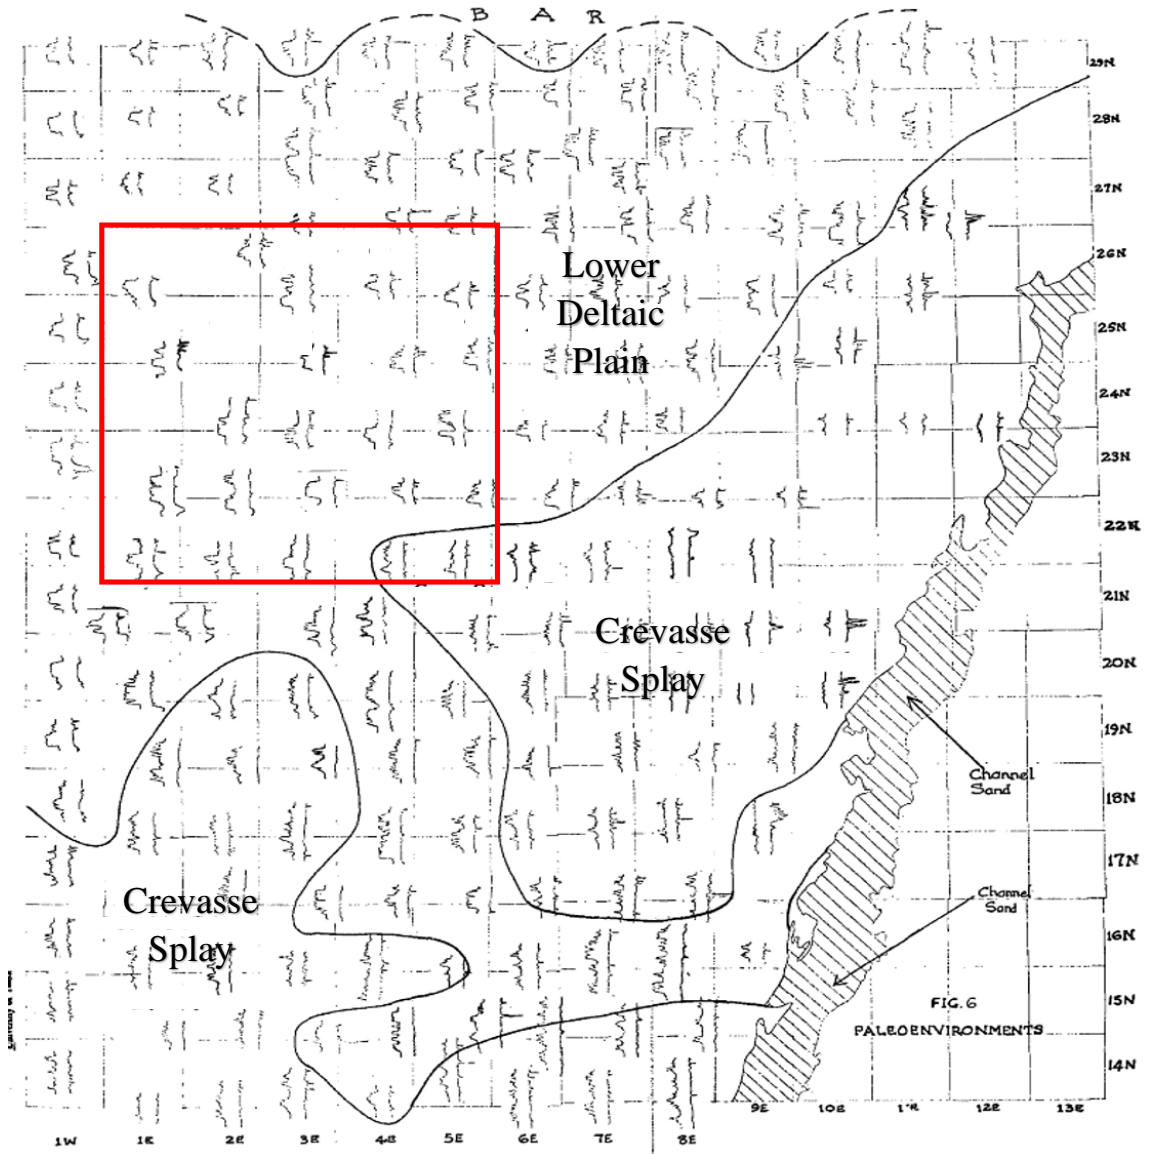 B A R
29N
28N
27N
26N
25N
24N
23N
22N
21N
20N
19N
18N
17N
16N
15N
14N
Lower
Deltaic
Plain
Crevasse
Splay
Channel
Sand
Crevasse
Splay
Channel
Sand
FIG. 6
PALEOENVIRONMENTS
1W 1E 2E 3E 4E 5E 6E 7E 8E 9E 10E 11E 12E 13E